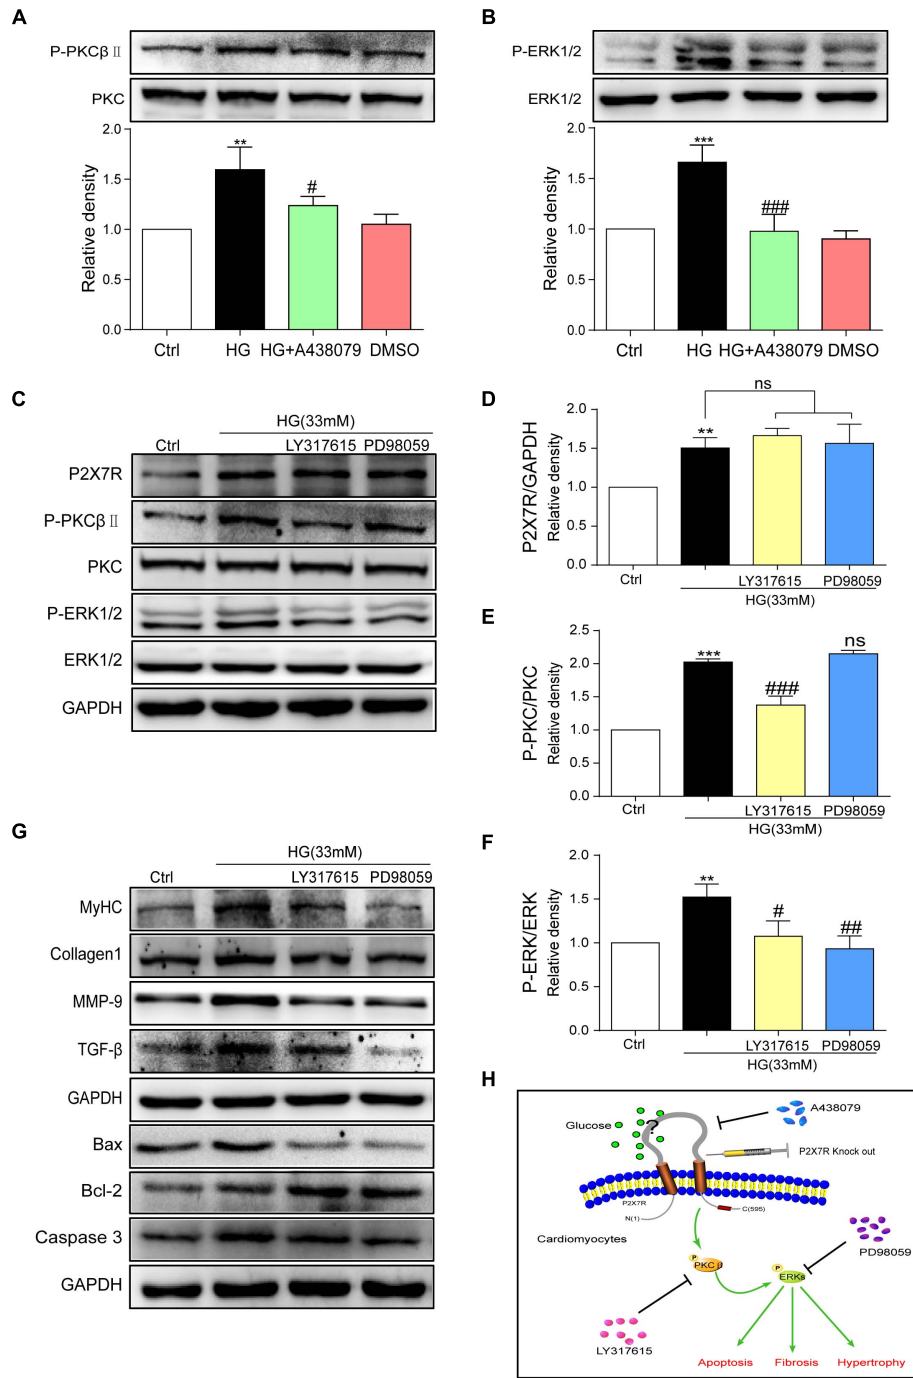 A
P-PKCβ Ⅱ
PKC
Relative density
2.0
1.5
1.0
0.5
0.0
**
#
Ctrl HG HG+A438079 DMSO
B
P-ERK1/2
ERK1/2
Relative density
2.0
1.5
1.0
0.5
0.0
***
###
Ctrl HG HG+A438079 DMSO
C
HG(33mM)
Ctrl LY317615 PD98059
P2X7R
P-PKCβ Ⅱ
PKC
P-ERK1/2
ERK1/2
GAPDH
D
ns
P2X7R/GAPDH
Relative density
2.0
1.5
1.0
0.5
0.0
**
Ctrl LY317615 PD98059
HG(33mM)
E
P-PKC/PKC
Relative density
2.5
2.0
1.5
1.0
0.5
0.0
***
###
ns
Ctrl LY317615 PD98059
HG(33mM)
F
P-ERK/ERK
Relative density
2.0
1.5
1.0
0.5
0.0
**
#
##
Ctrl LY317615 PD98059
HG(33mM)
G
HG(33mM)
Ctrl LY317615 PD98059
MyHC
Collagen1
MMP-9
TGF-β
GAPDH
Bax
Bcl-2
Caspase 3
GAPDH
H
Glucose
?
A438079
P2X7R Knock out
P2X7R
N(1)
C(595)
Cardiomyocytes
PD98059
P
PKC β
P
ERKs
LY317615
Apoptosis Fibrosis Hypertrophy